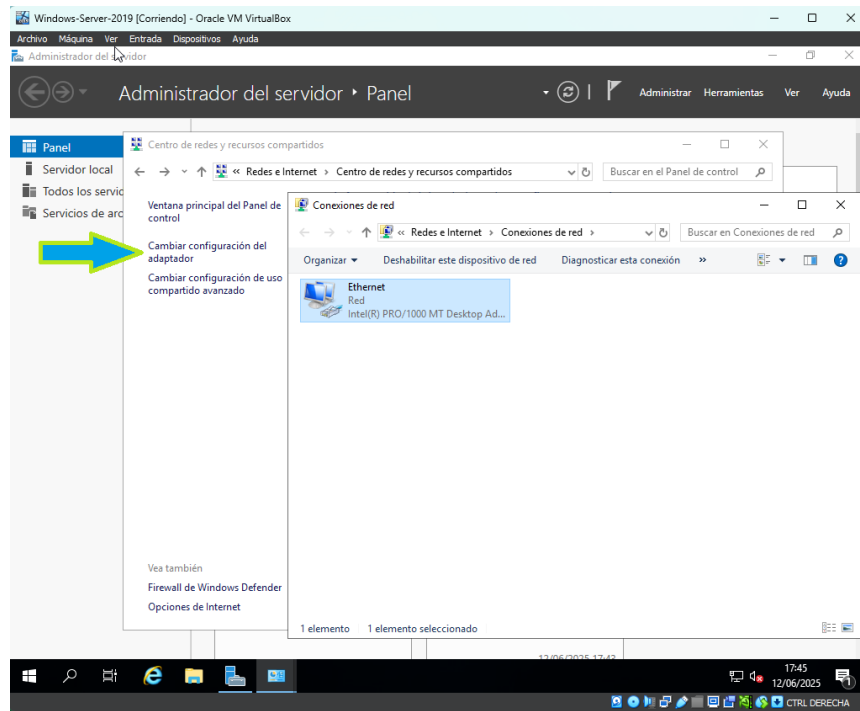 Windows-Server-2019 [Corriendo] - Oracle VM VirtualBox
Archivo Máquina Ver Entrada Dispositivos Ayuda
Administrador del servidor
Administrador del servidor Panel
Administrar Herramientas Ver Ayuda
Panel
Servidor local
Todos los servic
Servicios de arc
Centro de redes y recursos compartidos
« Redes e Internet > Centro de redes y recursos compartidos
Buscar en el Panel de control
Ventana principal del Panel de
control
Cambiar configuración del
adaptador
Cambiar configuración de uso
compartido avanzado
Vea también
Firewall de Windows Defender
Opciones de Internet
Conexiones de red
« Redes e Internet > Conexiones de red >
Buscar en Conexiones de red
Organizar Deshabilitar este dispositivo de red Diagnosticar esta conexión »
Ethernet
Red
Intel(R) PRO/1000 MT Desktop Ad...
1 elemento 1 elemento seleccionado
12/06/2025 17:43
17:45
12/06/2025
1
CTRL DERECHA